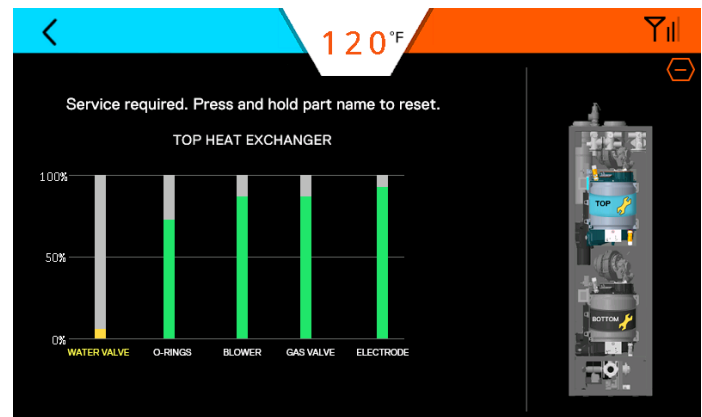 120°F
Service required. Press and hold part name to reset.
TOP HEAT EXCHANGER
100%
50%
0%
WATER VALVE O-RINGS BLOWER GAS VALVE ELECTRODE
TOP
BOTTOM